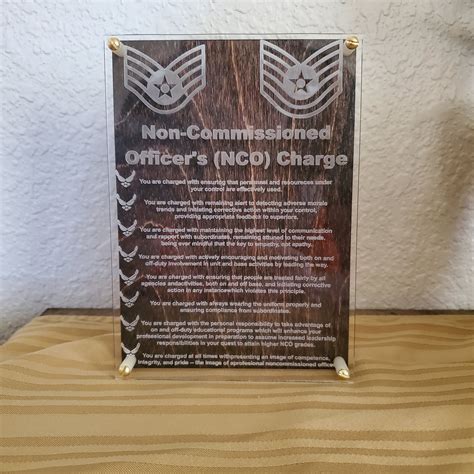 Non-Commissioned
Officer's (NCO) Charge
You are charged with ensuring that personnel and resources under
your control are effectively used.
You are charged with remaining alert to detecting adverse morale
trends and initiating corrective action within your control,
providing appropriate feedback to superiors.
You are charged with maintaining the highest level of communication
and rapport with subordinates, remaining attuned to their needs,
being ever mindful that the key to empathy, not apathy.
You are charged with actively encouraging and motivating both on and
off-duty involvement in unit and base activities by leading the way.
You are charged with ensuring that people are treated fairly by all
agencies andactivities, both on and off base, and initiating corrective
action in any instancewhich violates this principle.
You are charged with always wearing the uniform properly and
ensuring compliance from subordinates.
You are charged with the personal responsibility to take advantage of
on and off-duty educational programs which will enhance your
professional development in preparation to assume increased leadership
responsibilities in your quest to attain higher NCO grades.
You are charged at all times withpresenting an image of competence,
integrity, and pride – the image of aprofesional noncommissioned officer